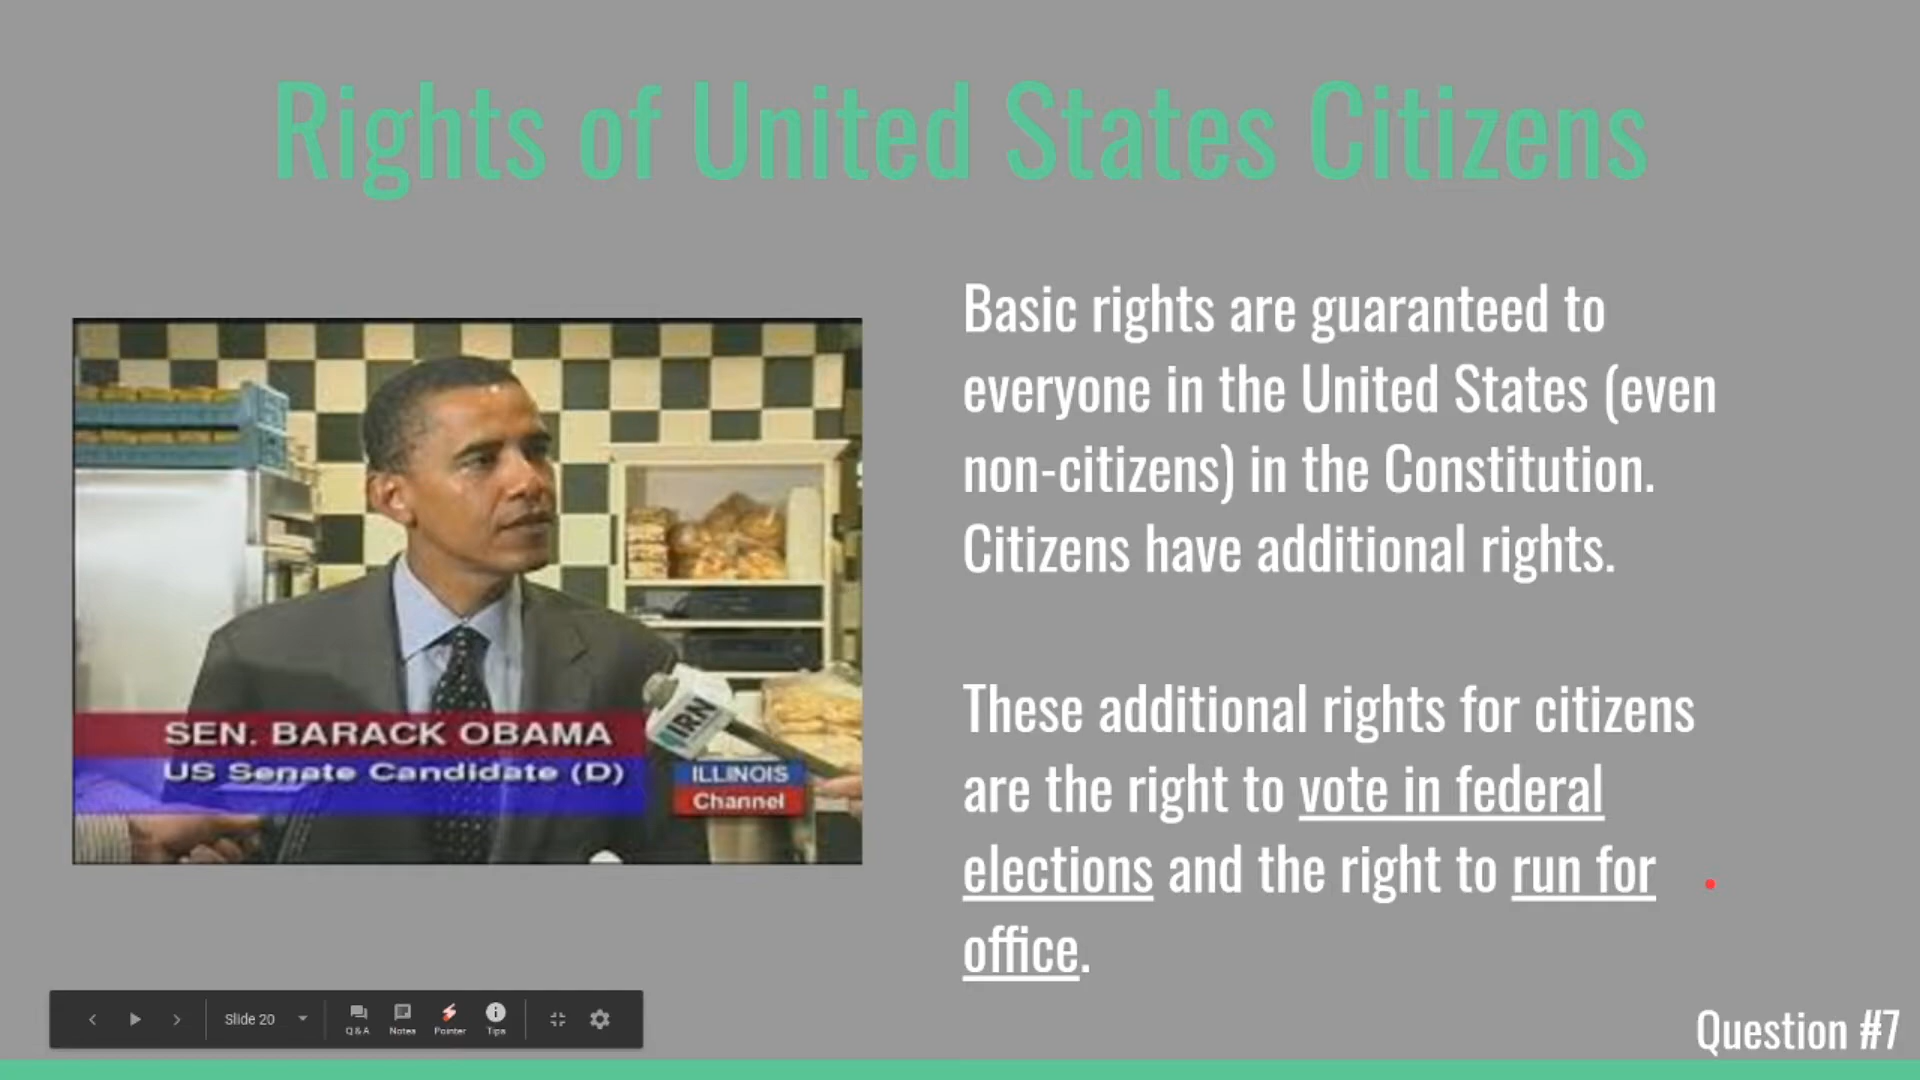 Rights of United States Citizens
Basic rights are guaranteed to
everyone in the United States (even
non-citizens) in the Constitution.
Citizens have additional rights.
These additional rights for citizens
are the right to vote in federal
elections and the right to run for
office.
IRN
SEN. BARACK OBAMA
US Senate Candidate (D)
ILLINOIS
Channel
Slide 20
Q&A
Notes
Pointer
Tips
Question #7